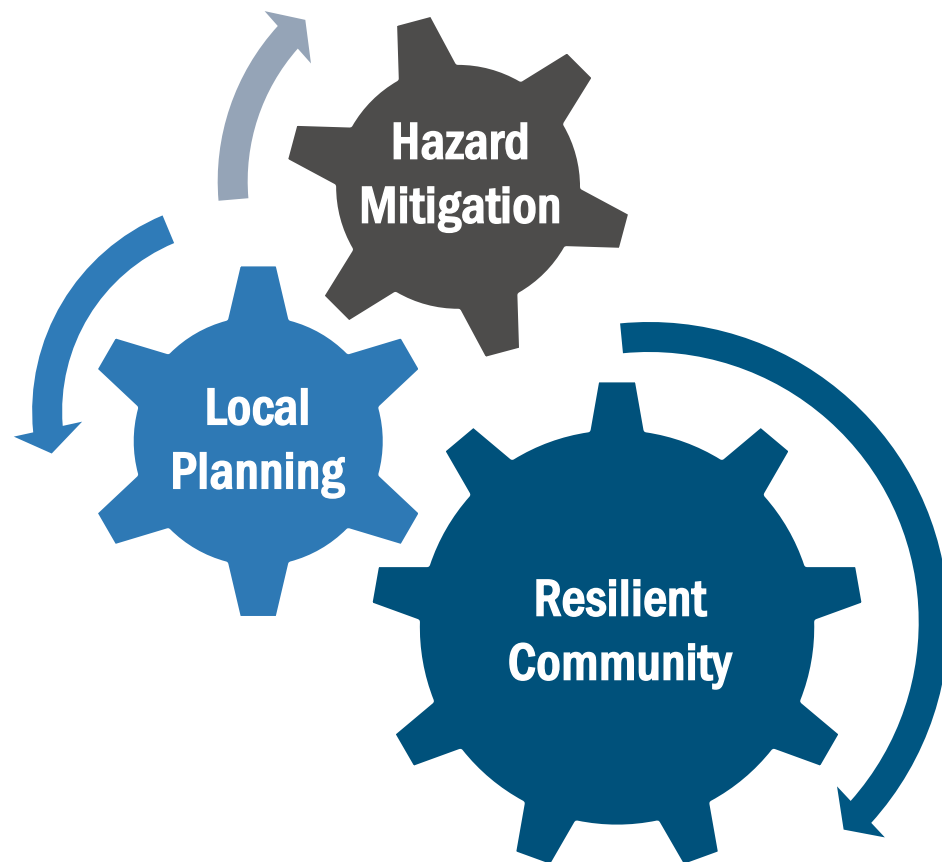 Hazard
Mitigation
Local
Planning
Resilient
Community